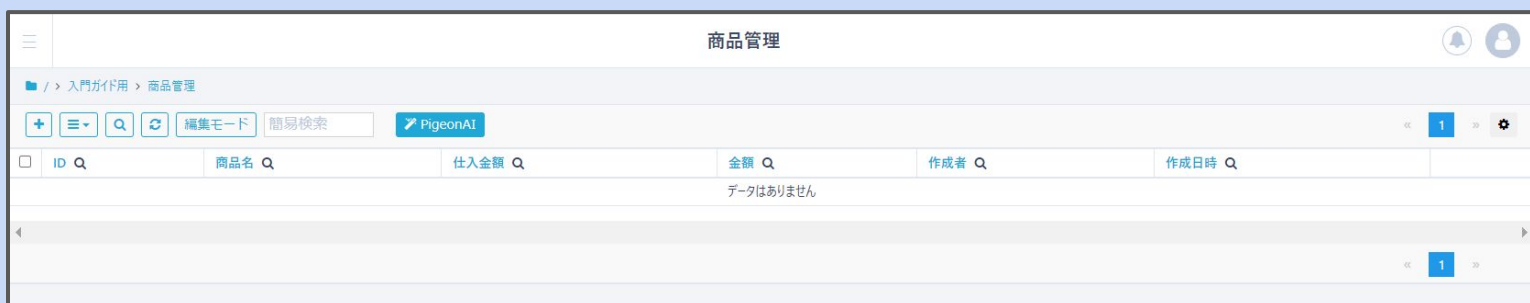 商品管理
/ > 入門ガイド用 > 商品管理
編集モード 簡易検索 PigeonAI « 1 »
ID 商品名 仕入金額 金額 作成者 作成日時
データはありません
« 1 »